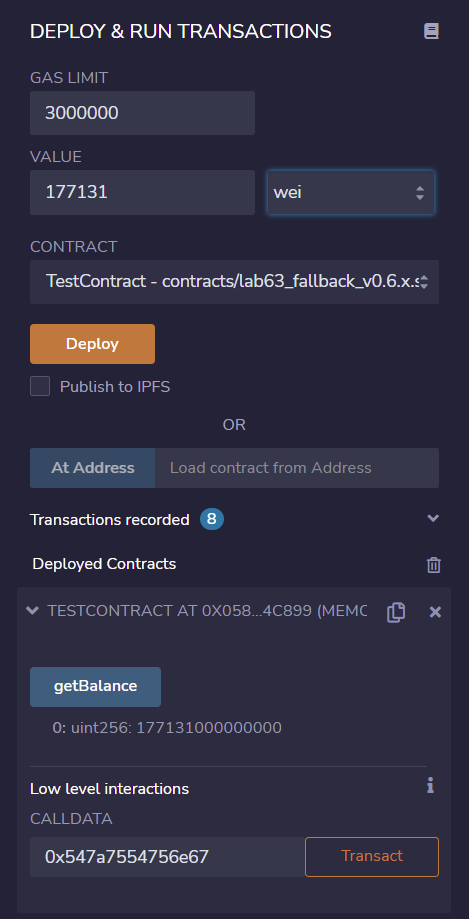 DEPLOY & RUN TRANSACTIONS
GAS LIMIT
3000000
VALUE
177131 wei
CONTRACT
TestContract - contracts/lab63_fallback_v0.6.x.s
Deploy
Publish to IPFS
OR
At Address Load contract from Address
Transactions recorded 8
Deployed Contracts
TESTCONTRACT AT 0X058...4C899 (MEMO
getBalance
0: uint256: 177131000000000
Low level interactions
CALLDATA
0x547a7554756e67 Transact